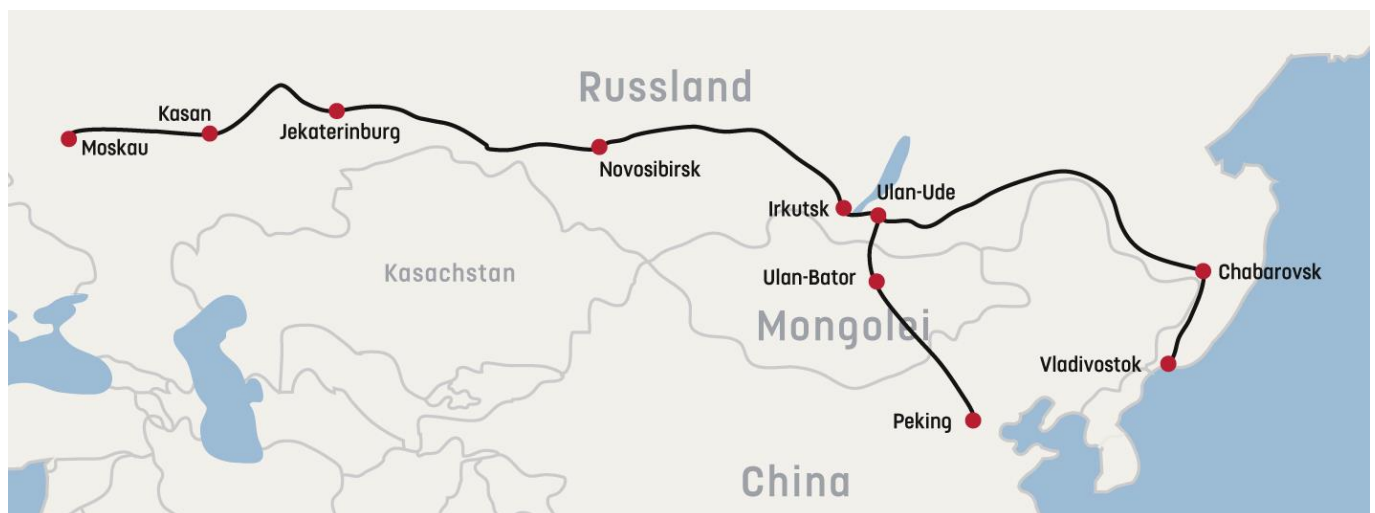 Russland
Kasan
Moskau
Jekaterinburg
Novosibirsk
Ulan-Ude
Irkutsk
Kasachstan
Ulan-Bator
Chabarovsk
Mongolei
Vladivostok
Peking
China